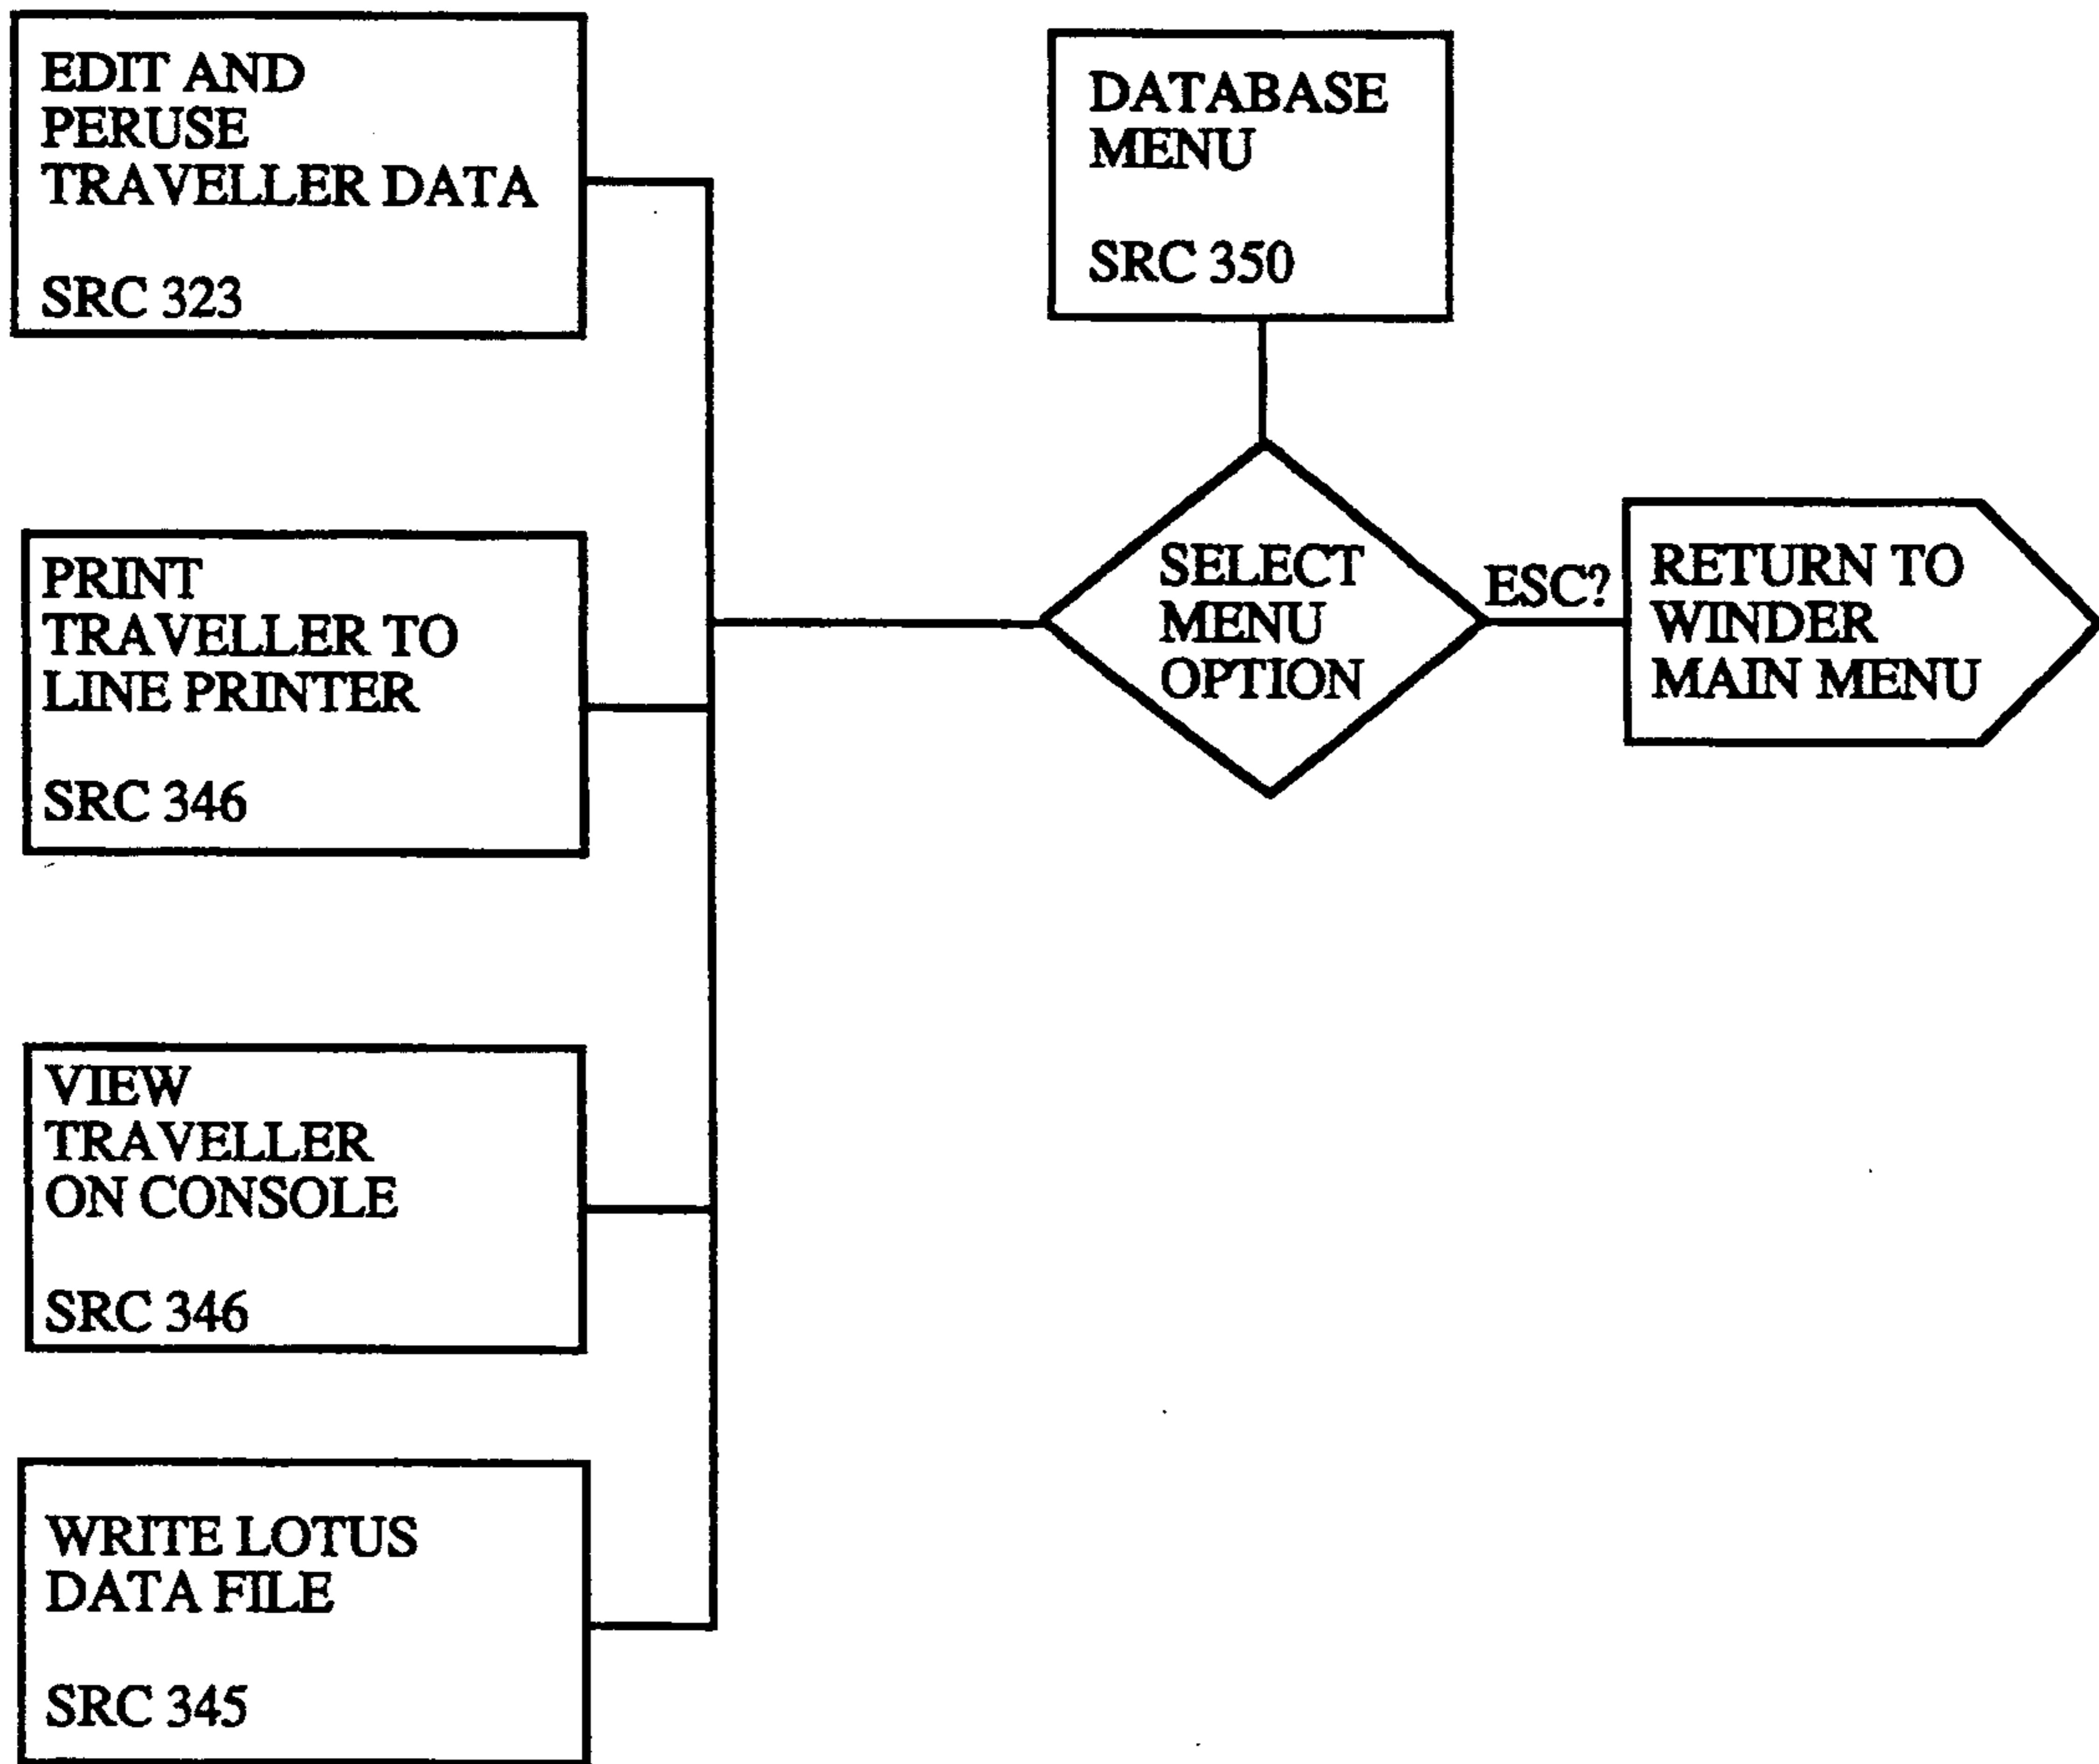 EDIT AND
PERUSE
TRAVELLER DATA
SRC 323
DATABASE
MENU
SRC 350
PRINT
TRAVELLER TO
LINE PRINTER
SRC 346
SELECT
MENU
OPTION
ESC?
RETURN TO
WINDER
MAIN MENU
VIEW
TRAVELLER
ON CONSOLE
SRC 346
WRITE LOTUS
DATA FILE
SRC 345